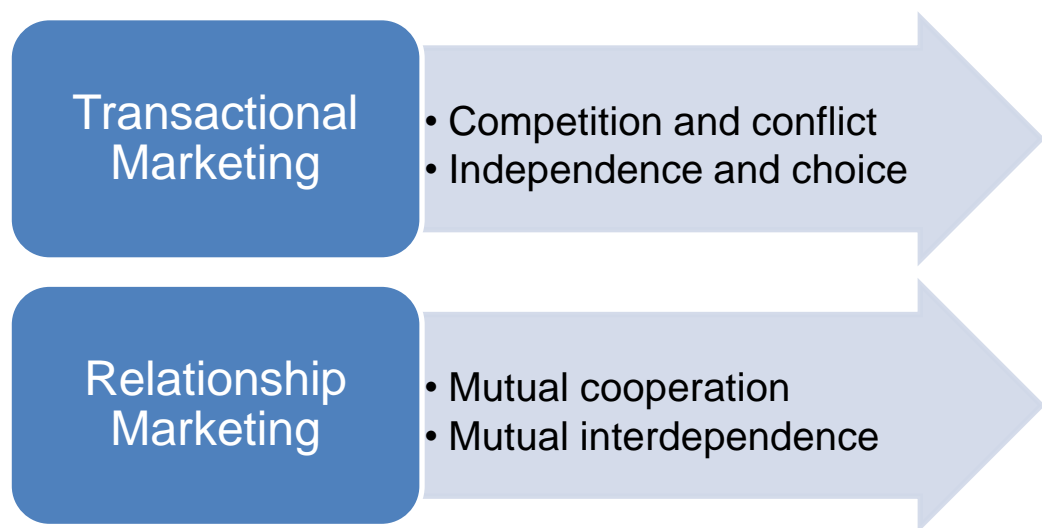 Transactional
Marketing
• Competition and conflict
• Independence and choice
Relationship
Marketing
• Mutual cooperation
• Mutual interdependence